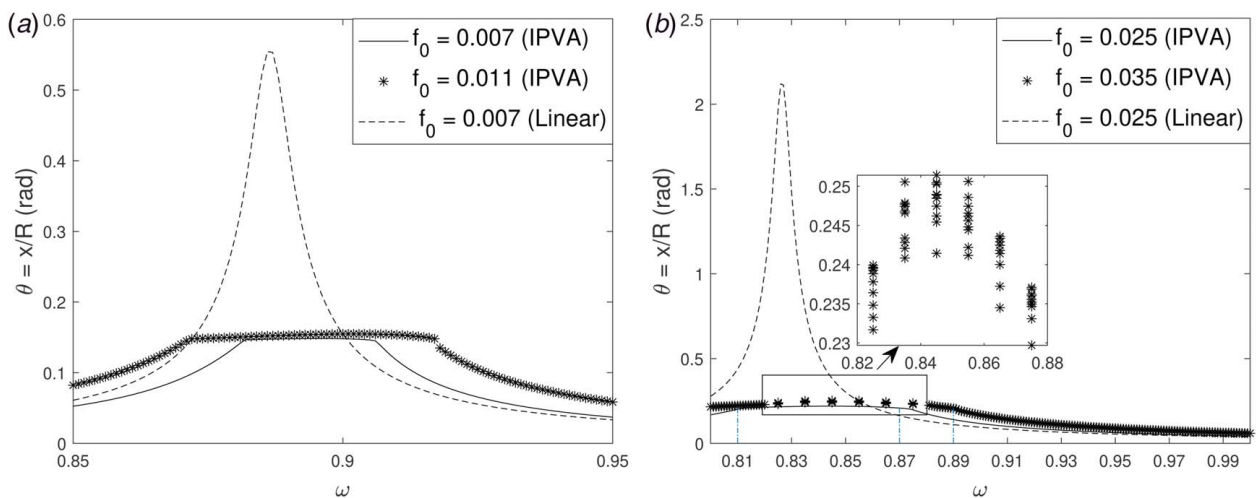 (a)
0.6
0.5
0.4
0.3
0.2
0.1
0
θ = x/R (rad)
f0 = 0.007 (IPVA)
f0 = 0.011 (IPVA)
f0 = 0.007 (Linear)
0.85
0.9
0.95
ω
(b)
2.5
2
1.5
1
0.5
0
θ = x/R (rad)
f0 = 0.025 (IPVA)
f0 = 0.035 (IPVA)
f0 = 0.025 (Linear)
0.25
0.245
0.24
0.235
0.23
0.82
0.84
0.86
0.88
0.81
0.83
0.85
0.87
0.89
0.91
0.93
0.95
0.97
0.99
ω